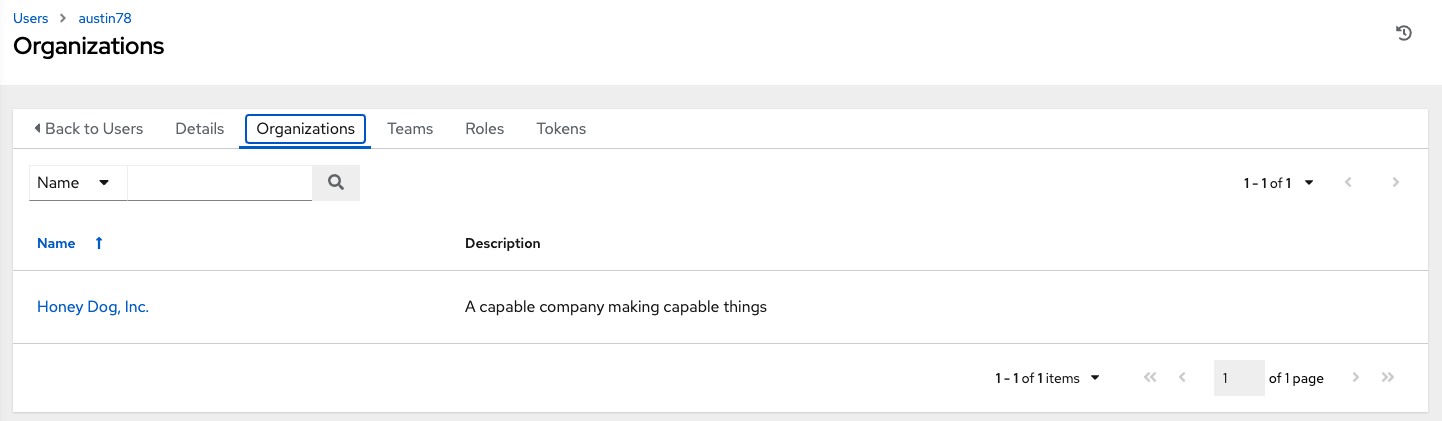 Users > austin78
Organizations
Back to Users Details Organizations Teams Roles Tokens
Name 1 - 1 of 1
Name Description
Honey Dog, Inc. A capable company making capable things
1 - 1 of 1 items 1 of 1 page